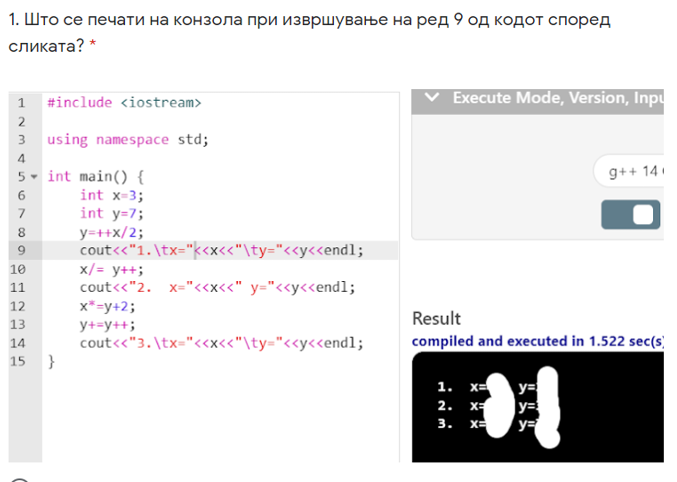 1. Што се печати на конзола при извршување на ред 9 од кодот според
сликата? *
1 #include <iostream>
2
3 using namespace std;
4
5 int main() {
6 int x=3;
7 int y=7;
8 y=++x/2;
9 cout<<"1.\tx="<<x<<"\ty="<<y<<endl;
10 x/= y++;
11 cout<<"2.  x="<<x<<" y="<<y<<endl;
12 x*=y+2;
13 y+=y++;
14 cout<<"3.\tx="<<x<<"\ty="<<y<<endl;
15 }
Execute Mode, Version, Inpu
g++ 14
Result
compiled and executed in 1.522 sec(s)
1. x= y=
2. x= y=
3. x= y=